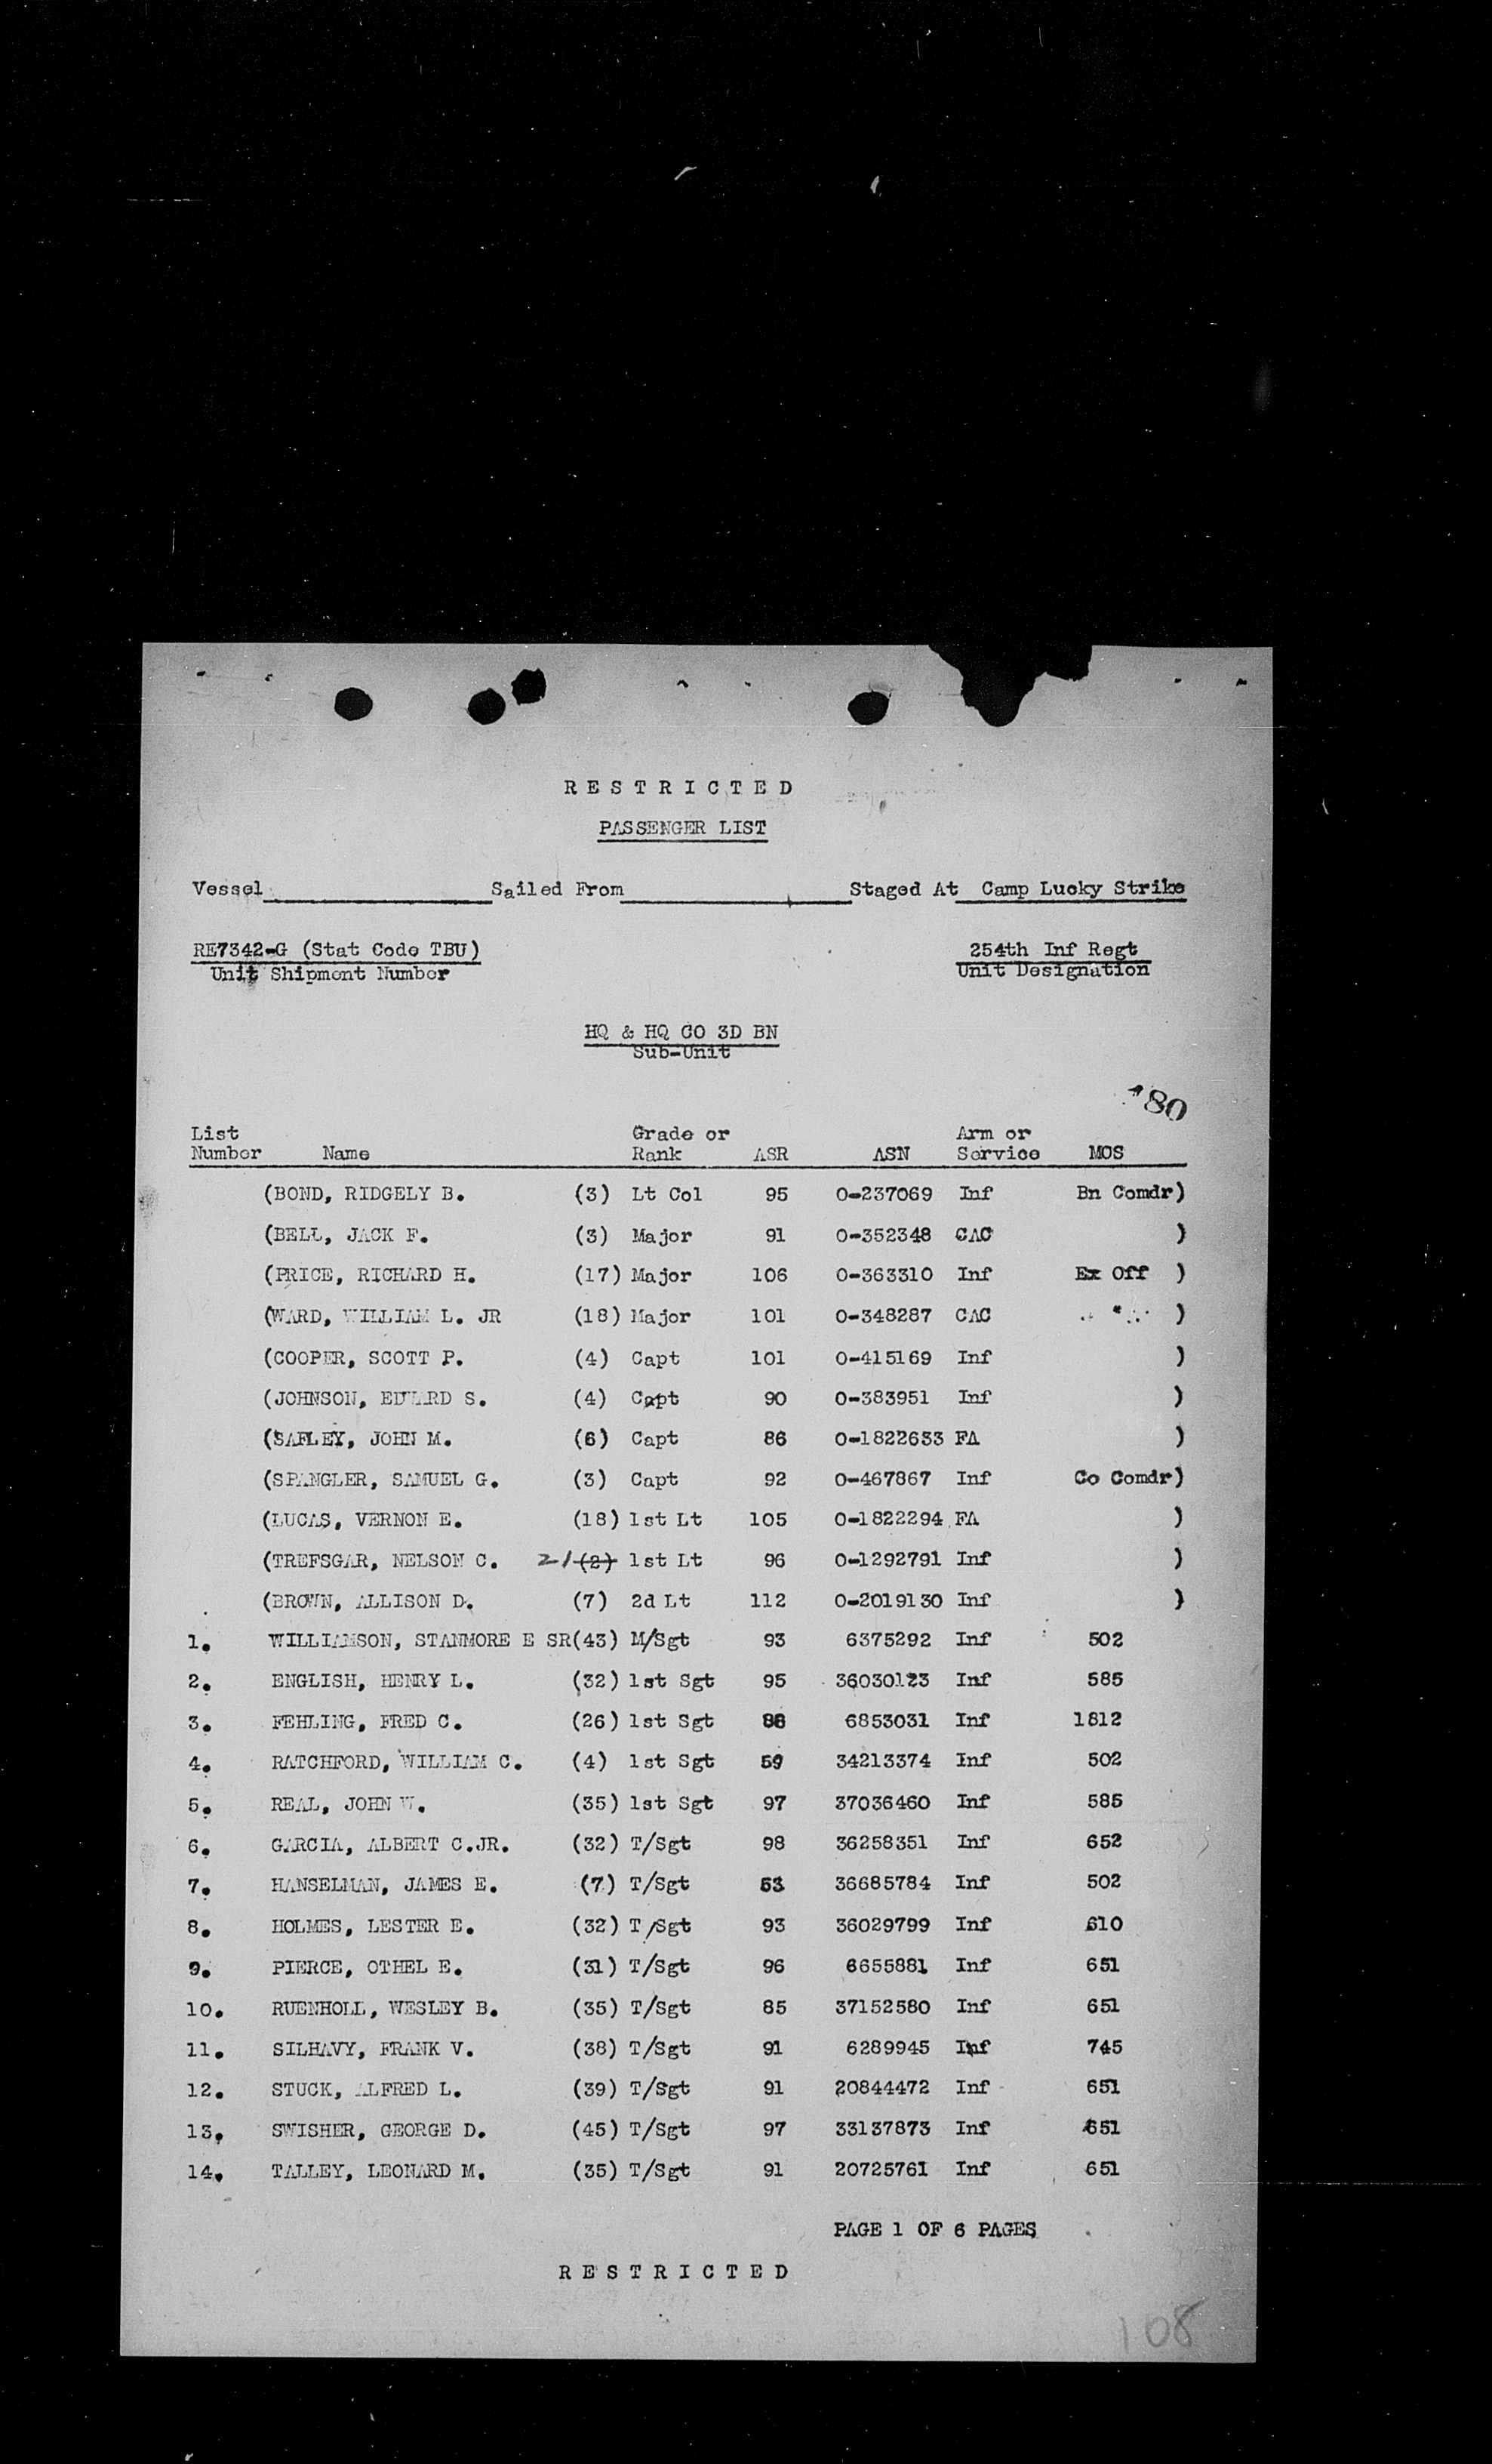 RESTRICTED
PASSENGER LIST
Vessel Sailed From Staged At Camp Lucky Strike
RE7342-G (Stat Code TBU) 254th Inf Regt
Unit Shipment Number Unit Designation
HQ & HQ CO 3D BN
Sub-Unit
80
List Grade or Arm or
Number Name Rank ASR ASN Service MOS
(BOND, RIDGELY B. (3) Lt Col 95 0-237069 Inf Bn Comdr)
(BELL, JACK F. (3) Major 91 0-352348 CAC )
(PRICE, RICHARD H. (17) Major 106 0-363310 Inf Ex Off )
(WARD, WILLIAM L. JR (18) Major 101 0-348287 CAC )
(COOPER, SCOTT P. (4) Capt 101 0-415169 Inf )
(JOHNSON, EDWARD S. (4) Capt 90 0-383951 Inf )
(SAFLEY, JOHN M. (6) Capt 86 0-1822633 FA )
(SPANGLER, SAMUEL G. (3) Capt 92 0-467867 Inf Co Comdr)
(LUCAS, VERNON E. (18) 1st Lt 105 0-1822294 FA )
(TREFSGAR, NELSON C. 21 (2) 1st Lt 96 0-1292791 Inf )
(BROWN, ALLISON D. (7) 2d Lt 112 0-2019130 Inf )
1. WILLIAMSON, STANMORE E SR(43) M/Sgt 93 6375292 Inf 502
2. ENGLISH, HENRY L. (32) 1st Sgt 95 36030123 Inf 585
3. FEHLING, FRED C. (26) 1st Sgt 88 6853031 Inf 1812
4. RATCHFORD, WILLIAM C. (4) 1st Sgt 59 34213374 Inf 502
5. REAL, JOHN W. (35) 1st Sgt 97 37036460 Inf 585
6. GARCIA, ALBERT C.JR. (32) T/Sgt 98 36258351 Inf 652
7. HANSELMAN, JAMES E. (7) T/Sgt 53 36685784 Inf 502
8. HOLMES, LESTER E. (32) T/Sgt 93 36029799 Inf 610
9. PIERCE, OTHEL E. (31) T/Sgt 96 6655881 Inf 651
10. RUENHOLL, WESLEY B. (35) T/Sgt 85 37152580 Inf 651
11. SILHAVY, FRANK V. (38) T/Sgt 91 6289945 Inf 745
12. STUCK, ALFRED L. (39) T/Sgt 91 20844472 Inf 651
13. SWISHER, GEORGE D. (45) T/Sgt 97 33137873 Inf 651
14. TALLEY, LEONARD M. (35) T/Sgt 91 20725761 Inf 651
PAGE 1 OF 6 PAGES
RESTRICTED
108